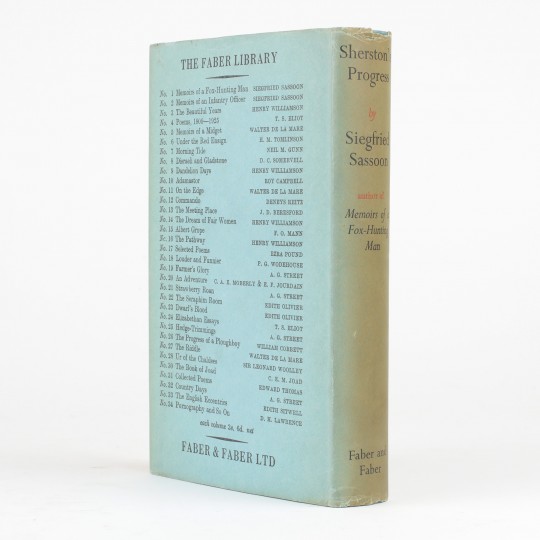 THE FABER LIBRARY
No. 1 Memoirs of a Fox-Hunting Man SIEGFRIED SASSOON
No. 2 Memoirs of an Infantry Officer SIEGFRIED SASSOON
No. 3 The Beautiful Years HENRY WILLIAMSON
No. 4 Poems, 1909—1925 T. S. ELIOT
No. 5 Memoirs of a Midget WALTER DE LA MARE
No. 6 Under the Red Ensign H. M. TOMLINSON
No. 7 Morning Tide NEIL M. GUNN
No. 8 Disraeli and Gladstone D. C. SOMERVELL
No. 9 Dandelion Days HENRY WILLIAMSON
No. 10 Adamastor ROY CAMPBELL
No. 11 On the Edge WALTER DE LA MARE
No. 12 Commando DENEYS REITZ
No. 13 The Meeting Place J. D. BERESFORD
No. 14 The Dream of Fair Women HENRY WILLIAMSON
No. 15 Albert Grope F. O. MANN
No. 16 The Pathway HENRY WILLIAMSON
No. 17 Selected Poems EZRA POUND
No. 18 Louder and Funnier P. G. WODEHOUSE
No. 19 Farmer's Glory A. G. STREET
No. 20 An Adventure C. A. E. MOBERLY & E. F. JOURDAIN
No. 21 Strawberry Roan A. G. STREET
No. 22 The Seraphim Room EDITH OLIVIER
No. 23 Dwarf's Blood EDITH OLIVIER
No. 24 Elizabethan Essays T. S. ELIOT
No. 25 Hedge-Trimmings A. G. STREET
No. 26 The Progress of a Ploughboy WILLIAM COBBETT
No. 27 The Riddle WALTER DE LA MARE
No. 28 Ur of the Chaldees SIR LEONARD WOOLLEY
No. 30 The Book of Joad C. E. M. JOAD
No. 31 Collected Poems EDWARD THOMAS
No. 32 Country Days A. G. STREET
No. 33 The English Eccentrics EDITH SITWELL
No. 34 Pornography and So On D. H. LAWRENCE
each volume 3s. 6d. net
FABER & FABER LTD
Sherston's
Progress
by
Siegfried
Sassoon
author of
Memoirs of a
Fox-Hunting
Man
Faber and
Faber